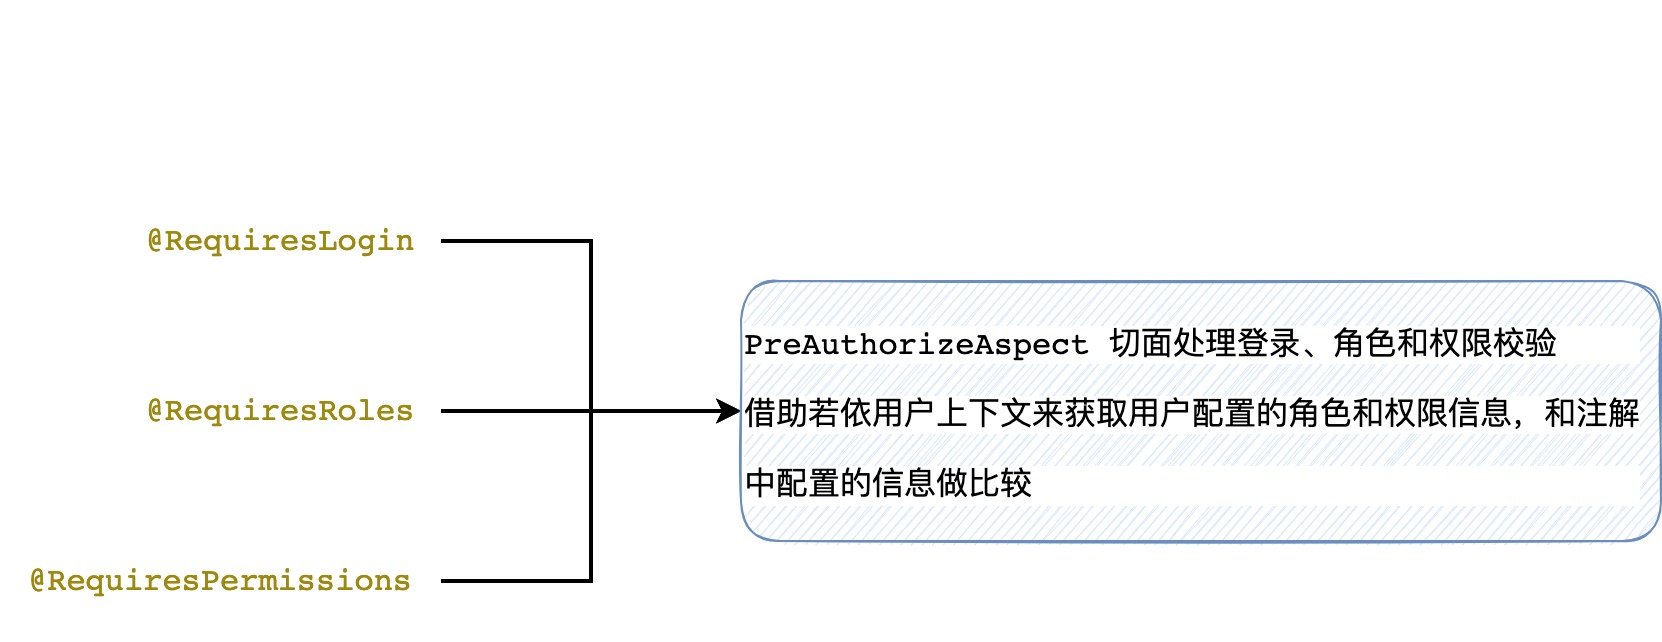 @RequiresLogin
@RequiresRoles
@RequiresPermissions
PreAuthorizeAspect 切面处理登录、角色和权限校验
借助若依用户上下文来获取用户配置的角色和权限信息，和注解
中配置的信息做比较